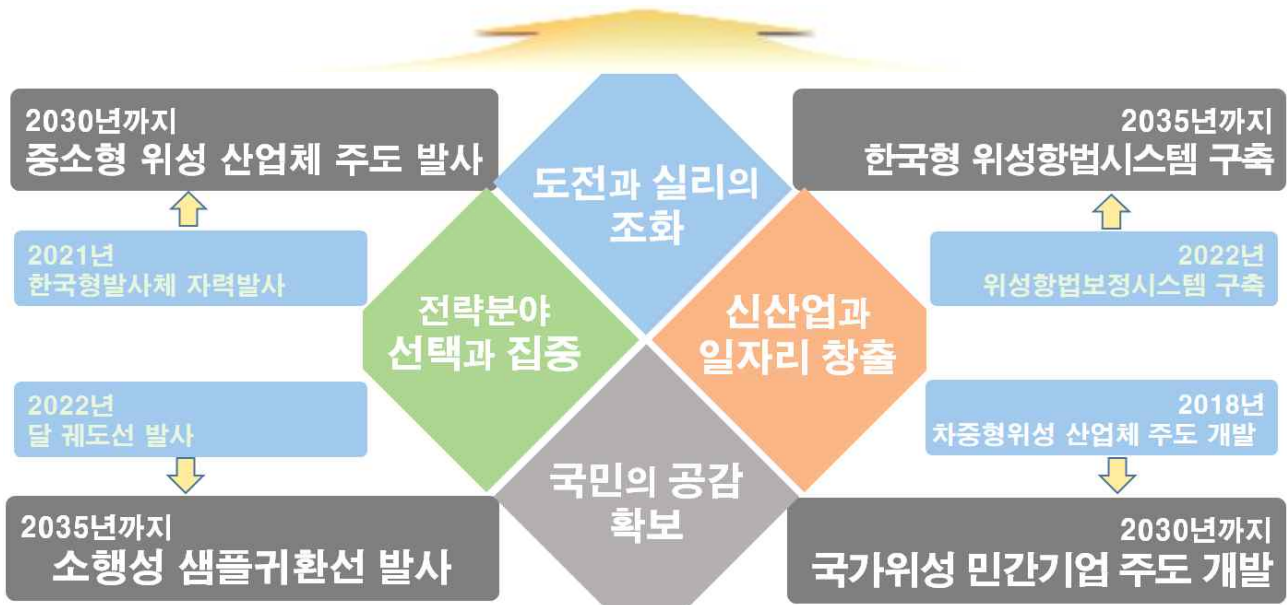 2030년까지
중소형 위성 산업체 주도 발사
2021년
한국형발사체 자력발사
2022년
달 궤도선 발사
2035년까지
소행성 샘플귀환선 발사
도전과 실리의
조화
전략분야
선택과 집중
신산업과
일자리 창출
국민의 공감
확보
2035년까지
한국형 위성항법시스템 구축
2022년
위성항법보정시스템 구축
2018년
차중형위성 산업체 주도 개발
2030년까지
국가위성 민간기업 주도 개발